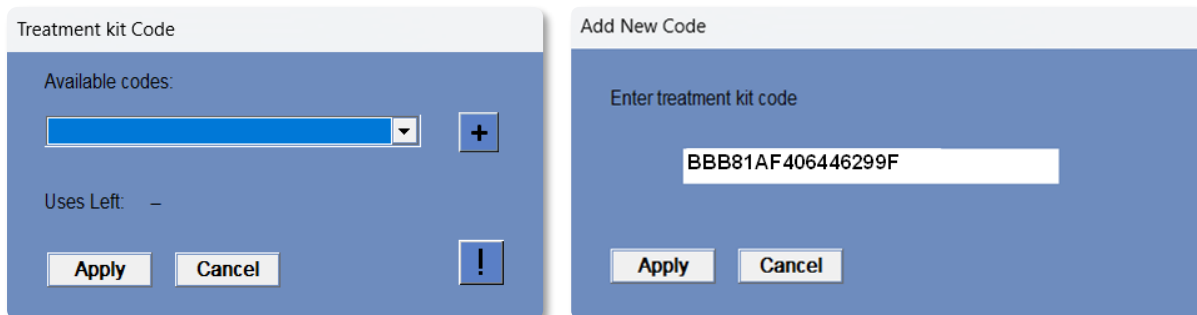 Treatment kit Code
Available codes:
+
Uses Left: –
Apply Cancel
!
Add New Code
Enter treatment kit code
BBB81AF406446299F
Apply Cancel